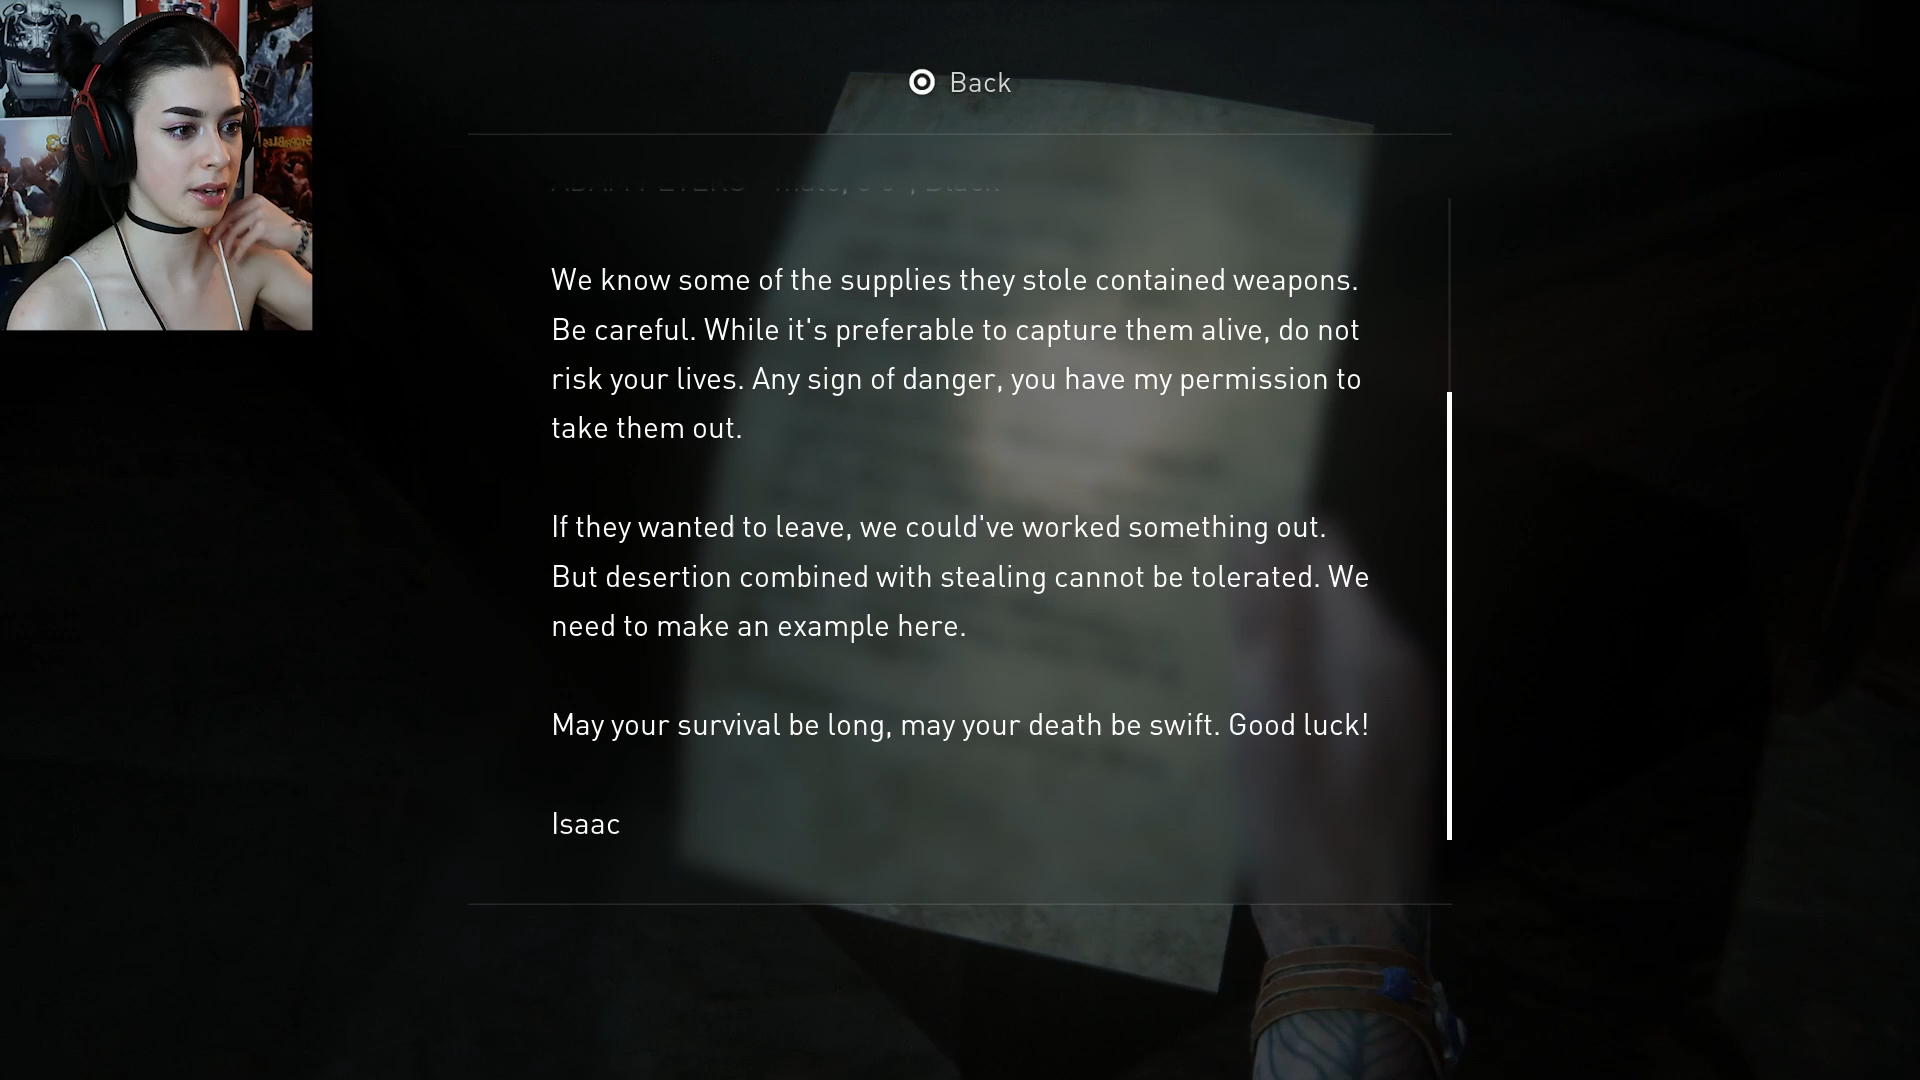 Back
We know some of the supplies they stole contained weapons.
Be careful. While it's preferable to capture them alive, do not
risk your lives. Any sign of danger, you have my permission to
take them out.
If they wanted to leave, we could've worked something out.
But desertion combined with stealing cannot be tolerated. We
need to make an example here.
May your survival be long, may your death be swift. Good luck!
Isaac